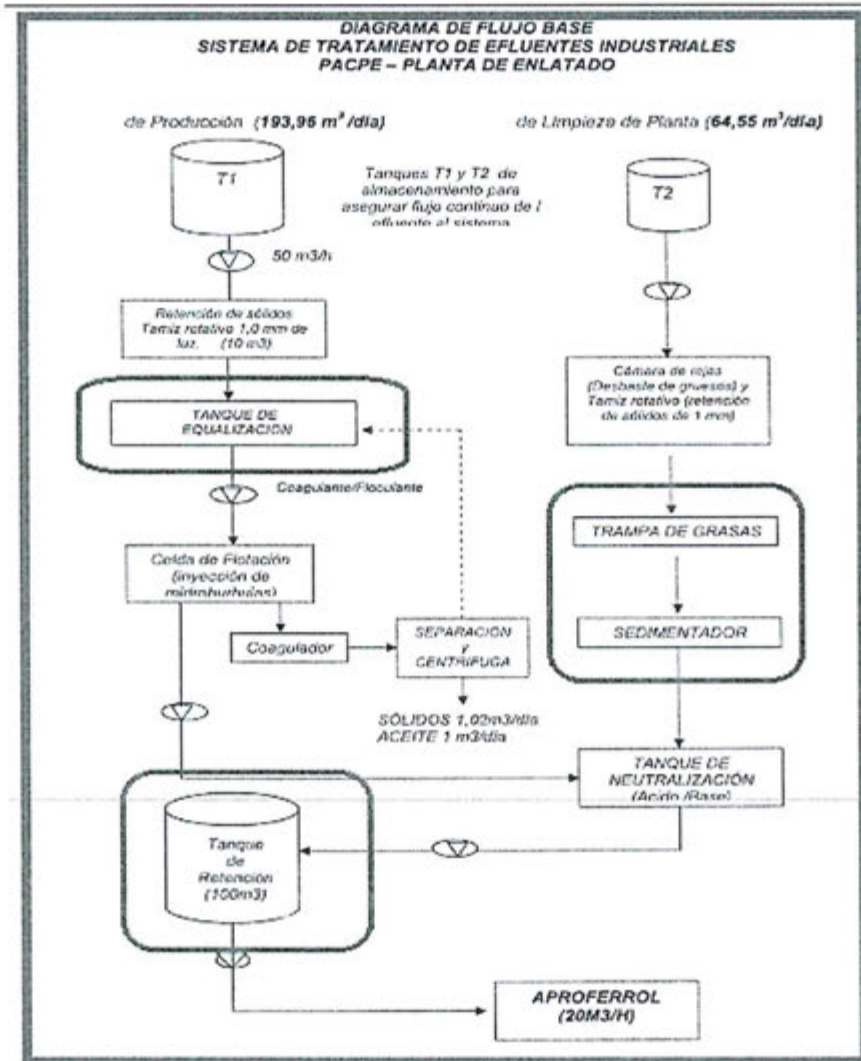 DIAGRAMA DE FLUJO BASE
SISTEMA DE TRATAMIENTO DE EFLUENTES INDUSTRIALES
PACPE – PLANTA DE ENLATADO
de Producción (193,96 m³/día)
de Limpieza de Planta (64,55 m³/día)
T1
T2
Tanques T1 y T2 de
almacenamiento para
asegurar flujo contínuo de l
efluente al sistema
50 m3/h
Retención de sólidos
Tamiz rotativo 1,0 mm de
luz. (10 m3)
Cámara de rejas
(Desbaste de gruesos) y
Tamiz rotativo (retención
de sólidos de 1 mm)
TANQUE DE
EQUALIZACIÓN
Coagulante/Floculante
TRAMPA DE GRASAS
Celda de Flotación
(inyección de
microburbujas)
SEDIMENTADOR
Coagulador
SEPARACIÓN
y
CENTRÍFUGA
SÓLIDOS 1,02m3/día
ACEITE 1 m3/día
TANQUE DE
NEUTRALIZACIÓN
(Acido /Base)
Tanque
de
Retención
(100m3)
APROFERROL
(20M3/H)